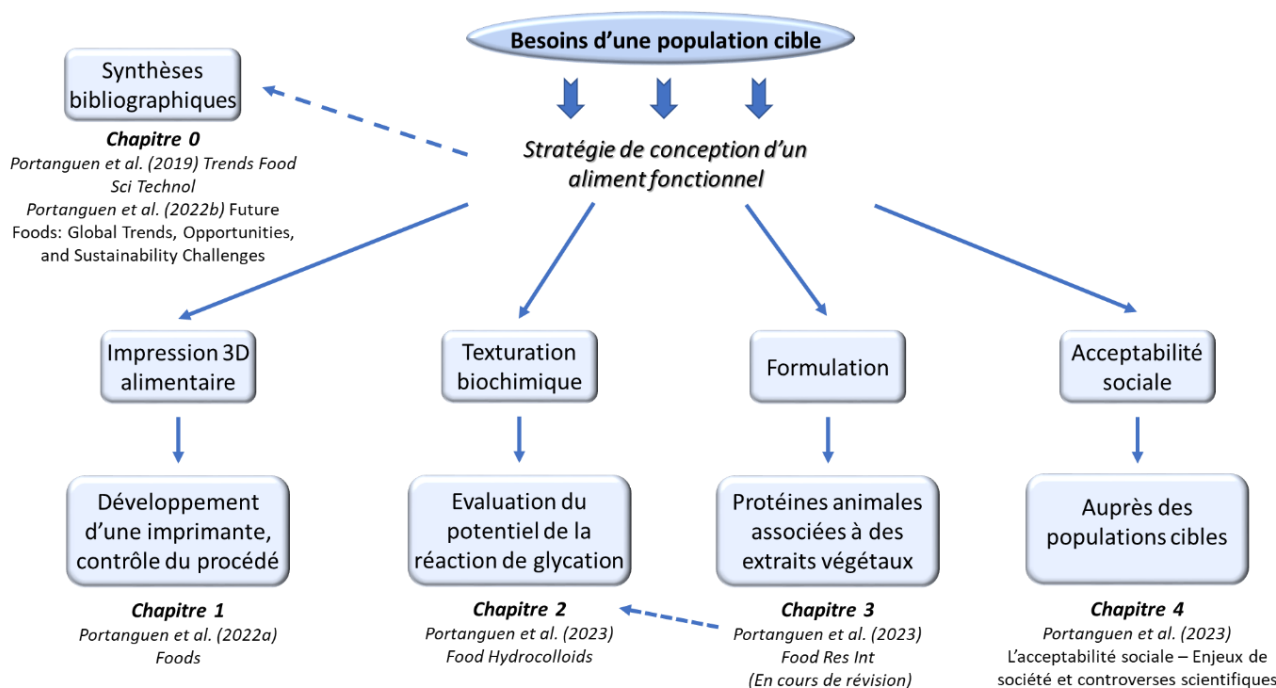 Besoins d’une population cible
Synthèses
bibliographiques
Chapitre 0
Portanguen et al. (2019) Trends Food
Sci Technol
Portanguen et al. (2022b) Future
Foods: Global Trends, Opportunities,
and Sustainability Challenges
Stratégie de conception d’un
aliment fonctionnel
Impression 3D
alimentaire
Texturation
biochimique
Formulation
Acceptabilité
sociale
Développement
d’une imprimante,
contrôle du procédé
Evaluation du
potentiel de la
réaction de glycation
Protéines animales
associées à des
extraits végétaux
Auprès des
populations cibles
Chapitre 1
Portanguen et al. (2022a)
Foods
Chapitre 2
Portanguen et al. (2023)
Food Hydrocolloids
Chapitre 3
Portanguen et al. (2023)
Food Res Int
(En cours de révision)
Chapitre 4
Portanguen et al. (2023)
L’acceptabilité sociale – Enjeux de
société et controverses scientifiques